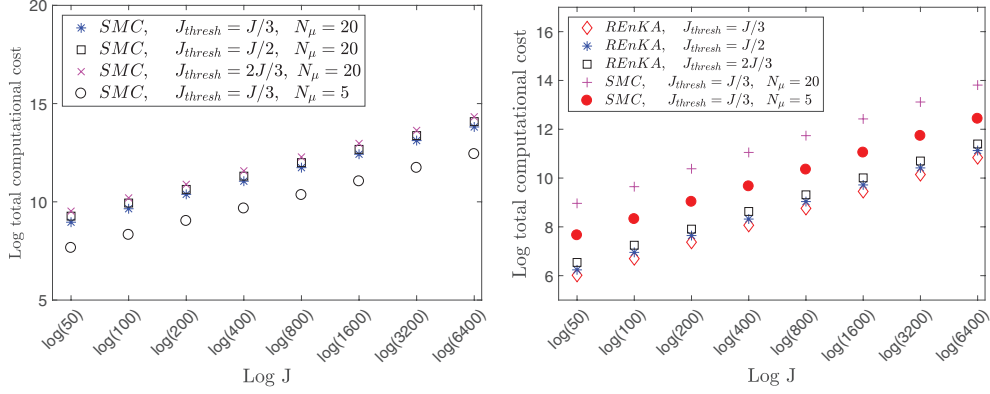 Log total computational cost
20
15
10
5
SMC, J_thresh = J/3, N_μ = 20
SMC, J_thresh = J/2, N_μ = 20
SMC, J_thresh = 2J/3, N_μ = 20
SMC, J_thresh = J/3, N_μ = 5
log(50) log(100) log(200) log(400) log(800) log(1600) log(3200) log(6400)
Log J
Log total computational cost
16
14
12
10
8
6
REnKA, J_thresh = J/3
REnKA, J_thresh = J/2
REnKA, J_thresh = 2J/3
SMC, J_thresh = J/3, N_μ = 20
SMC, J_thresh = J/3, N_μ = 5
log(50) log(100) log(200) log(400) log(800) log(1600) log(3200) log(6400)
Log J